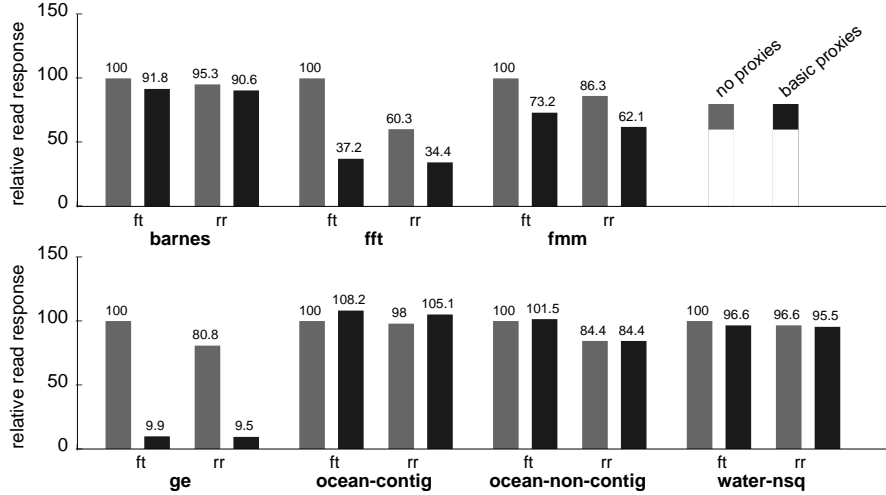 relative read response
150
100
50
0
100 91.8 95.3 90.6
ft rr
barnes
100 37.2 60.3 34.4
ft rr
fft
100 73.2 86.3 62.1
ft rr
fmm
no proxies
basic proxies
relative read response
150
100
50
0
100 9.9 80.8 9.5
ft rr
ge
100 108.2 98 105.1
ft rr
ocean-contig
100 101.5 84.4 84.4
ft rr
ocean-non-contig
100 96.6 96.6 95.5
ft rr
water-nsq